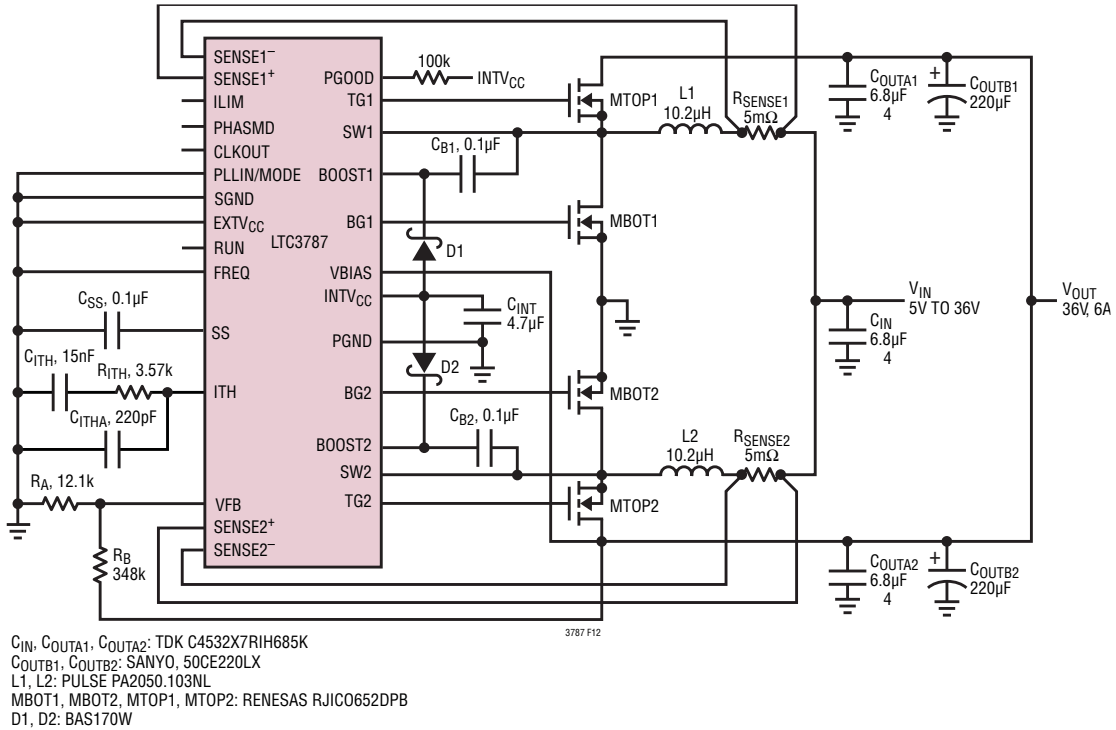 SENSE1⁻
SENSE1⁺
ILIM
PHASMD
CLKOUT
PLLIN/MODE
SGND
EXTVCC
RUN
FREQ
SS
ITH
VFB
SENSE2⁺
SENSE2⁻
LTC3787
PGOOD
TG1
SW1
BOOST1
BG1
VBIAS
INTVCC
PGND
BG2
BOOST2
SW2
TG2
100k
INTVCC
CB1, 0.1µF
D1
CINT
4.7µF
D2
CB2, 0.1µF
MTOP1
MBOT1
MBOT2
MTOP2
L1
10.2µH
RSENSE1
5mΩ
L2
10.2µH
RSENSE2
5mΩ
COUTA1
6.8µF
4
+
COUTB1
220µF
VIN
5V TO 36V
CIN
6.8µF
4
VOUT
36V, 6A
COUTA2
6.8µF
4
+
COUTB2
220µF
CSS, 0.1µF
CITH, 15nF
RITH, 3.57k
CITHA, 220pF
RA, 12.1k
RB
348k
3787 F12
CIN, COUTA1, COUTA2: TDK C4532X7RIH685K
COUTB1, COUTB2: SANYO, 50CE220LX
L1, L2: PULSE PA2050.103NL
MBOT1, MBOT2, MTOP1, MTOP2: RENESAS RJICO652DPB
D1, D2: BAS170W